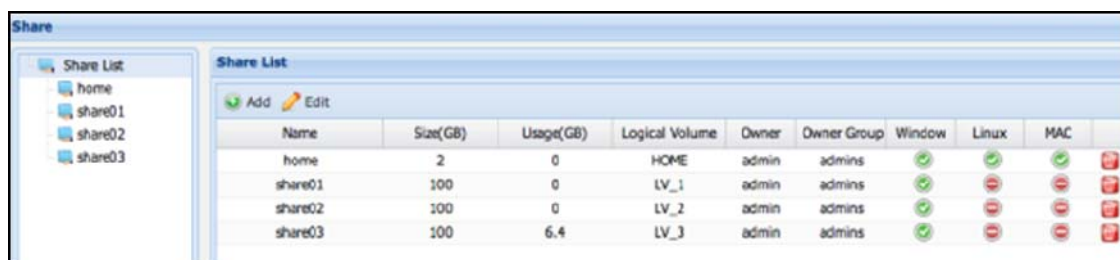 Share
Share List
home
share01
share02
share03
Share List
Add Edit
Name Size(GB) Usage(GB) Logical Volume Owner Owner Group Window Linux MAC
home 2 0 HOME admin admins
share01 100 0 LV_1 admin admins
share02 100 0 LV_2 admin admins
share03 100 6.4 LV_3 admin admins